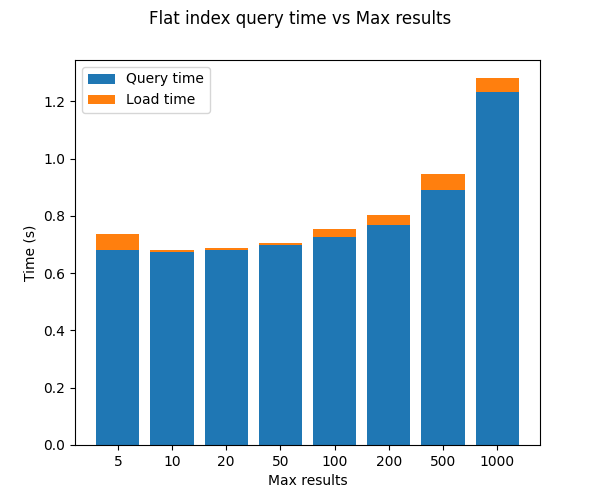 Flat index query time vs Max results
Query time
Load time
Time (s)
1.2
1.0
0.8
0.6
0.4
0.2
0.0
5 10 20 50 100 200 500 1000
Max results